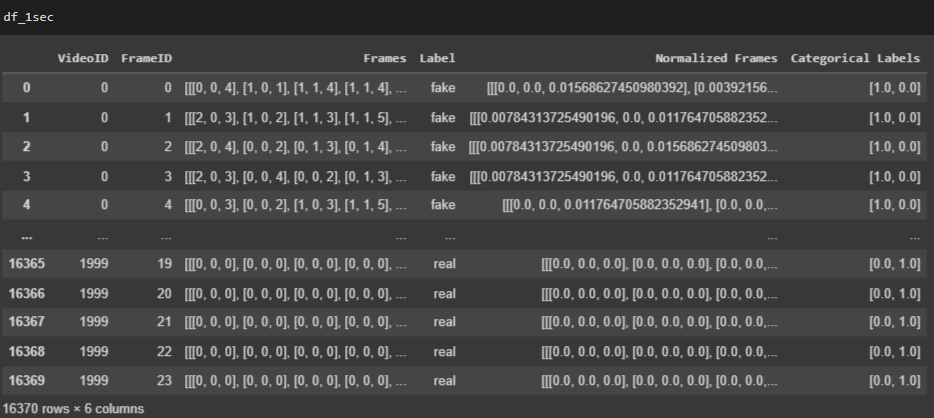 df_1sec
VideoID FrameID Frames Label Normalized Frames Categorical Labels
0 0 0 [[[0, 0, 4], [1, 0, 1], [1, 1, 4], [1, 1, 4], ... fake [[[0.0, 0.0, 0.01568627450980392], [0.00392156... [1.0, 0.0]
1 0 1 [[[2, 0, 3], [1, 0, 2], [1, 1, 3], [1, 1, 5], ... fake [[[0.00784313725490196, 0.0, 0.011764705882352... [1.0, 0.0]
2 0 2 [[[2, 0, 4], [0, 0, 2], [0, 1, 3], [0, 1, 4], ... fake [[[0.00784313725490196, 0.0, 0.015686274509803... [1.0, 0.0]
3 0 3 [[[2, 0, 3], [0, 0, 4], [0, 0, 2], [0, 1, 3], ... fake [[[0.00784313725490196, 0.0, 0.011764705882352... [1.0, 0.0]
4 0 4 [[[0, 0, 3], [0, 0, 2], [1, 0, 3], [1, 1, 5], ... fake [[[0.0, 0.0, 0.011764705882352941], [0.0, 0.0,... [1.0, 0.0]
... ... ... ... ... ... ...
16365 1999 19 [[[0, 0, 0], [0, 0, 0], [0, 0, 0], [0, 0, 0], ... real [[[0.0, 0.0, 0.0], [0.0, 0.0, 0.0], [0.0, 0.0,... [0.0, 1.0]
16366 1999 20 [[[0, 0, 0], [0, 0, 0], [0, 0, 0], [0, 0, 0], ... real [[[0.0, 0.0, 0.0], [0.0, 0.0, 0.0], [0.0, 0.0,... [0.0, 1.0]
16367 1999 21 [[[0, 0, 0], [0, 0, 0], [0, 0, 0], [0, 0, 0], ... real [[[0.0, 0.0, 0.0], [0.0, 0.0, 0.0], [0.0, 0.0,... [0.0, 1.0]
16368 1999 22 [[[0, 0, 0], [0, 0, 0], [0, 0, 0], [0, 0, 0], ... real [[[0.0, 0.0, 0.0], [0.0, 0.0, 0.0], [0.0, 0.0,... [0.0, 1.0]
16369 1999 23 [[[0, 0, 0], [0, 0, 0], [0, 0, 0], [0, 0, 0], ... real [[[0.0, 0.0, 0.0], [0.0, 0.0, 0.0], [0.0, 0.0,... [0.0, 1.0]
16370 rows × 6 columns